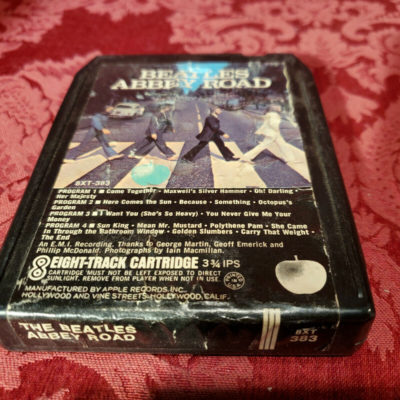 BEATLES
ABBEY ROAD
8XT-383
PROGRAM 1 ■ Come Together • Maxwell's Silver Hammer • Oh! Darling •
Her Majesty
PROGRAM 2 ■ Here Comes the Sun • Because • Something • Octopus's
Garden
PROGRAM 3 ■ I Want You (She's So Heavy) • You Never Give Me Your
Money
PROGRAM 4 ■ Sun King • Mean Mr. Mustard • Polythene Pam • She Came
In Through the Bathroom Window • Golden Slumbers • Carry That Weight •
The End
An E.M.I. Recording. Thanks to George Martin, Geoff Emerick and
Phillip McDonald. Photographs by Iain Macmillan.
8 EIGHT-TRACK CARTRIDGE 3¾ IPS
CARTRIDGE MUST NOT BE LEFT EXPOSED TO DIRECT
SUNLIGHT. REMOVE FROM PLAYER WHEN NOT IN USE.
MANUFACTURED BY APPLE RECORDS, INC.
HOLLYWOOD AND VINE STREETS, HOLLYWOOD, CALIF.
THE BEATLES
ABBEY ROAD
8XT
383